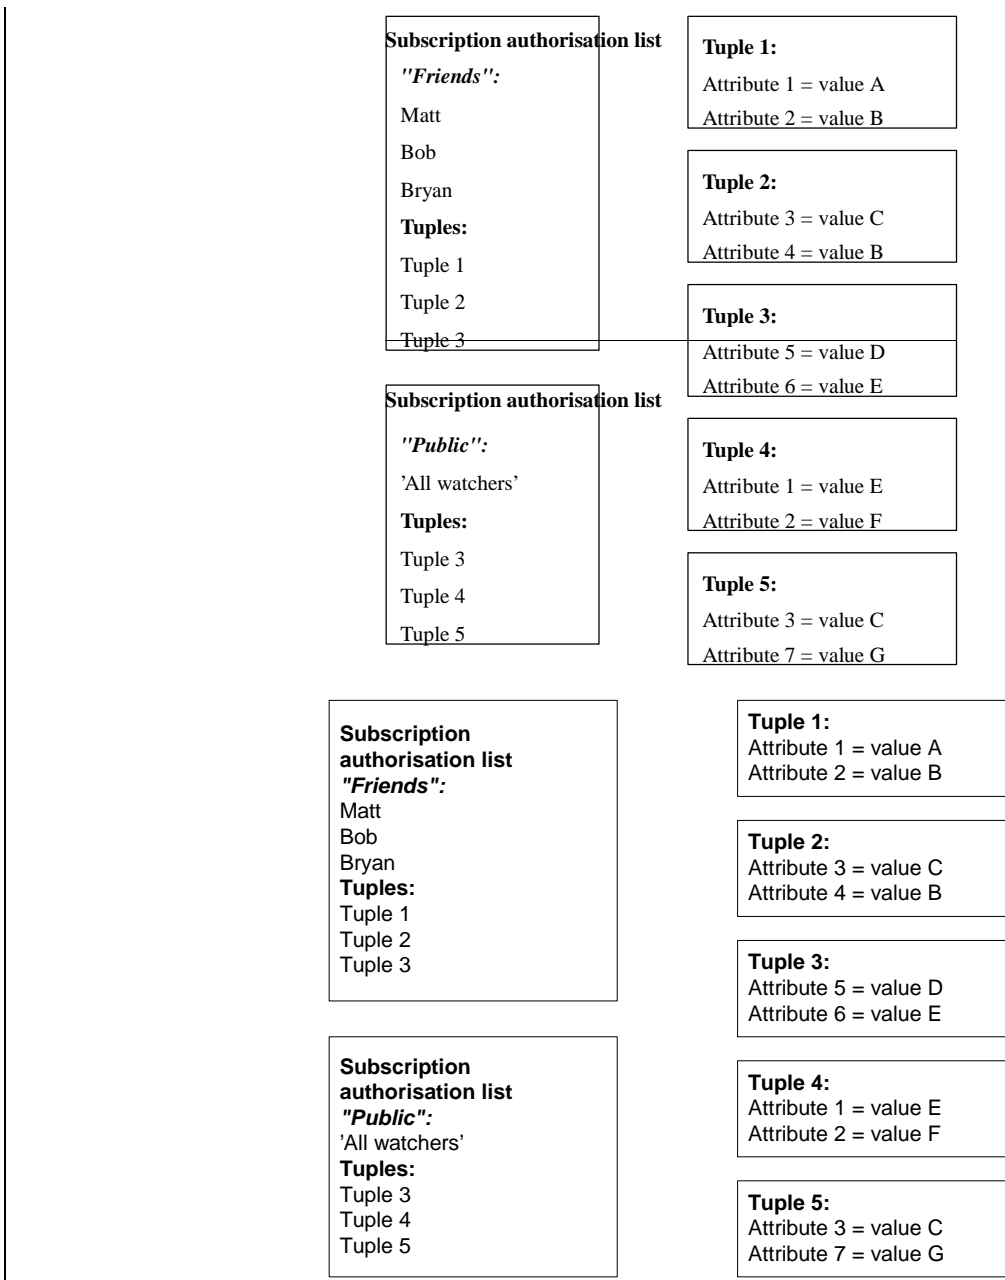 Subscription authorisation list
"Friends":
Matt
Bob
Bryan
Tuples:
Tuple 1
Tuple 2
Tuple 3
Subscription authorisation list
"Public":
’All watchers’
Tuples:
Tuple 3
Tuple 4
Tuple 5
Tuple 1:
Attribute 1 = value A
Attribute 2 = value B
Tuple 2:
Attribute 3 = value C
Attribute 4 = value B
Tuple 3:
Attribute 5 = value D
Attribute 6 = value E
Tuple 4:
Attribute 1 = value E
Attribute 2 = value F
Tuple 5:
Attribute 3 = value C
Attribute 7 = value G
Subscription
authorisation list
"Friends":
Matt
Bob
Bryan
Tuples:
Tuple 1
Tuple 2
Tuple 3
Subscription
authorisation list
"Public":
’All watchers’
Tuples:
Tuple 3
Tuple 4
Tuple 5
Tuple 1:
Attribute 1 = value A
Attribute 2 = value B
Tuple 2:
Attribute 3 = value C
Attribute 4 = value B
Tuple 3:
Attribute 5 = value D
Attribute 6 = value E
Tuple 4:
Attribute 1 = value E
Attribute 2 = value F
Tuple 5:
Attribute 3 = value C
Attribute 7 = value G